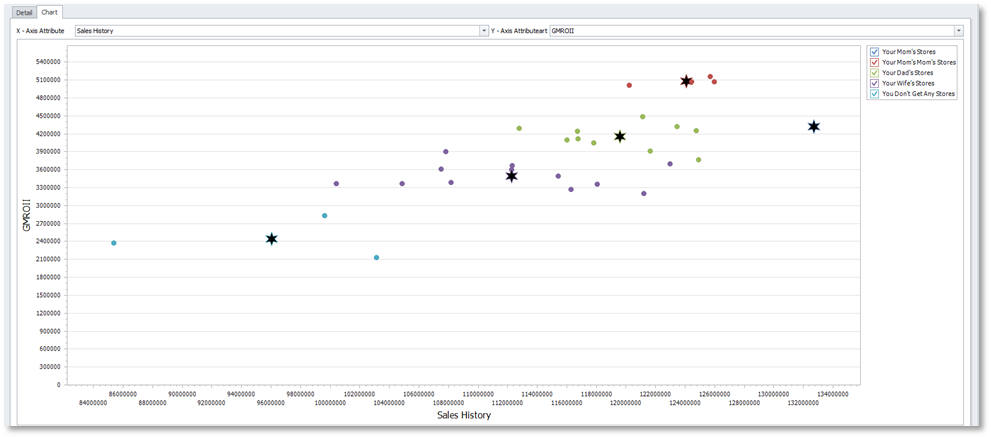 Detail Chart
X - Axis Attribute Sales History Y - Axis Attributeart GMROII
Your Mom's Stores
Your Mom's Mom's Stores
Your Dad's Stores
Your Wife's Stores
You Don't Get Any Stores
GMROII
5400000
5100000
4800000
4500000
4200000
3900000
3600000
3300000
3000000
2700000
2400000
2100000
1800000
1500000
1200000
900000
600000
300000
0
86000000 90000000 94000000 98000000 102000000 106000000 110000000 114000000 118000000 122000000 126000000 130000000 134000000
84000000 88000000 92000000 96000000 100000000 104000000 108000000 112000000 116000000 120000000 124000000 128000000 132000000
Sales History